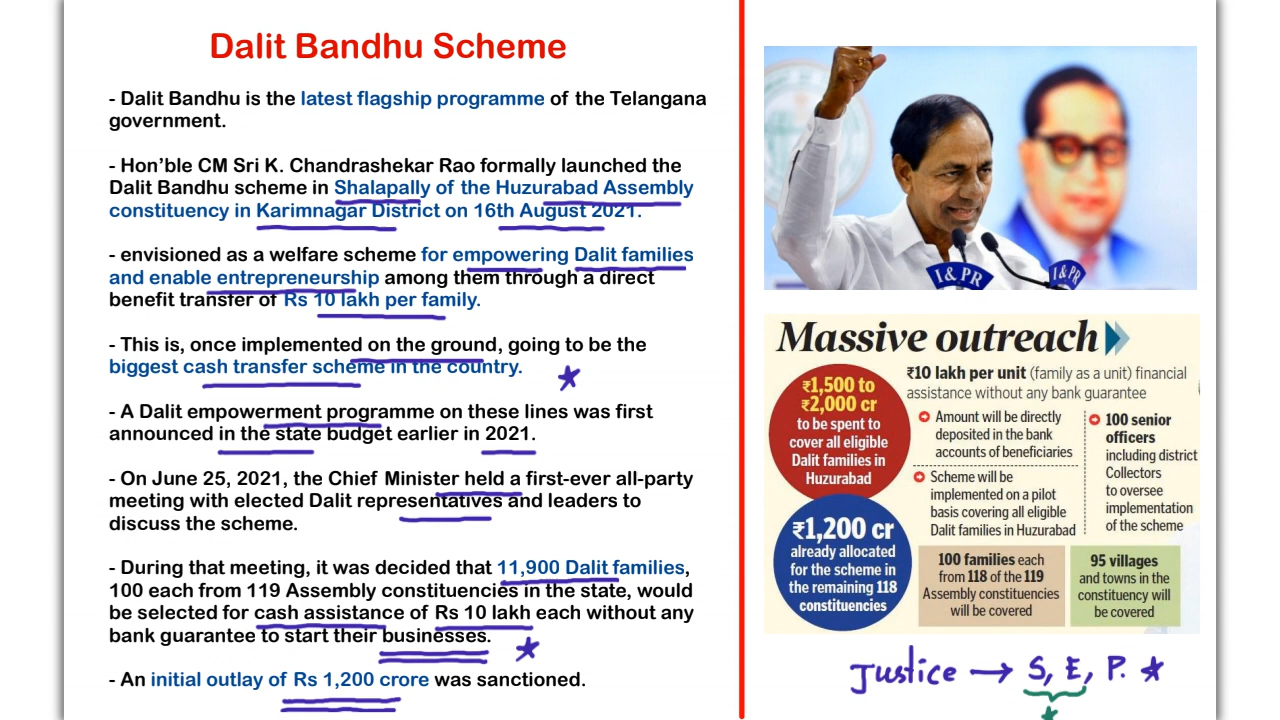 Dalit Bandhu Scheme
- Dalit Bandhu is the latest flagship programme of the Telangana
government.
- Hon’ble CM Sri K. Chandrashekar Rao formally launched the
Dalit Bandhu scheme in Shalapally of the Huzurabad Assembly
constituency in Karimnagar District on 16th August 2021.
- envisioned as a welfare scheme for empowering Dalit families
and enable entrepreneurship among them through a direct
benefit transfer of Rs 10 lakh per family.
- This is, once implemented on the ground, going to be the
biggest cash transfer scheme in the country.
- A Dalit empowerment programme on these lines was first
announced in the state budget earlier in 2021.
- On June 25, 2021, the Chief Minister held a first-ever all-party
meeting with elected Dalit representatives and leaders to
discuss the scheme.
- During that meeting, it was decided that 11,900 Dalit families,
100 each from 119 Assembly constituencies in the state, would
be selected for cash assistance of Rs 10 lakh each without any
bank guarantee to start their businesses.
- An initial outlay of Rs 1,200 crore was sanctioned.
I & PR
I & PR
Massive outreach
₹1,500 to
₹2,000 cr
to be spent to
cover all eligible
Dalit families in
Huzurabad
₹10 lakh per unit (family as a unit) financial
assistance without any bank guarantee
Amount will be directly
deposited in the bank
accounts of beneficiaries
Scheme will be
implemented on a pilot
basis covering all eligible
Dalit families in Huzurabad
100 senior
officers
including district
Collectors
to oversee
implementation
of the scheme
₹1,200 cr
already allocated
for the scheme in
the remaining 118
constituencies
100 families each
from 118 of the 119
Assembly constituencies
will be covered
95 villages
and towns in the
constituency will
be covered
Justice → S, E, P.